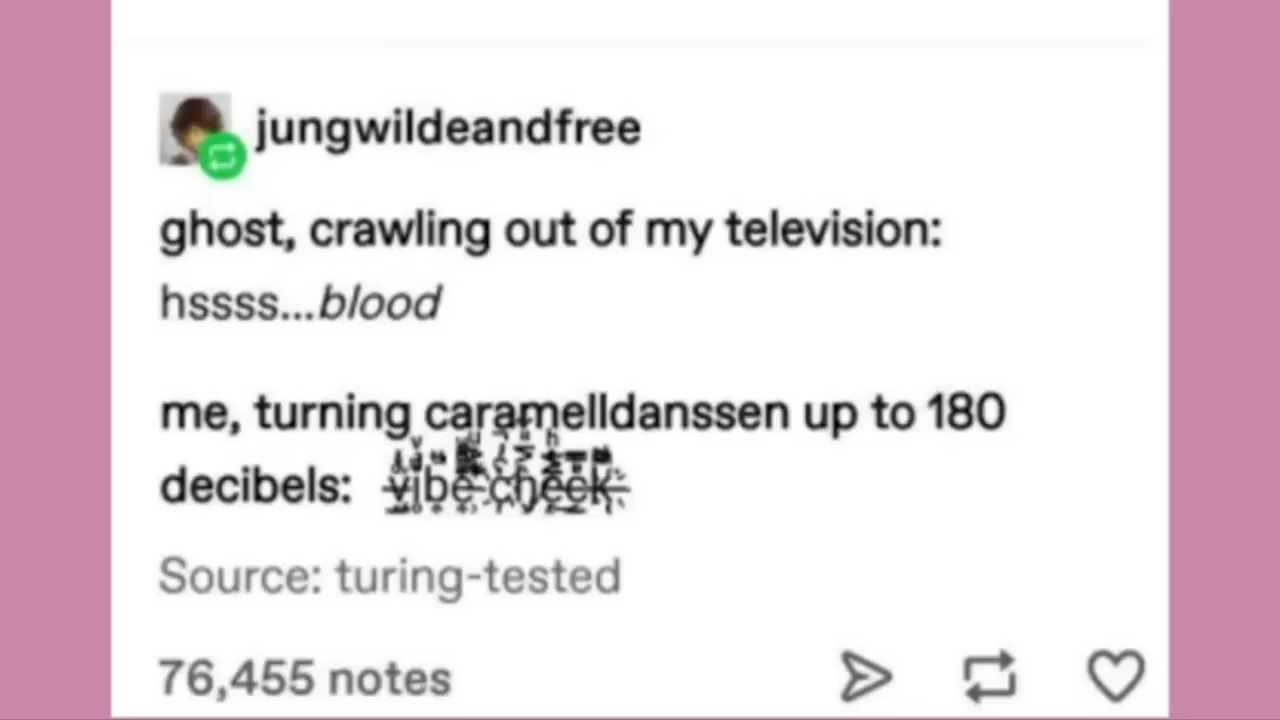 jungwildeandfree
ghost, crawling out of my television:
hssss...blood
me, turning caramelldanssen up to 180
decibels: vibe check
Source: turing-tested
76,455 notes